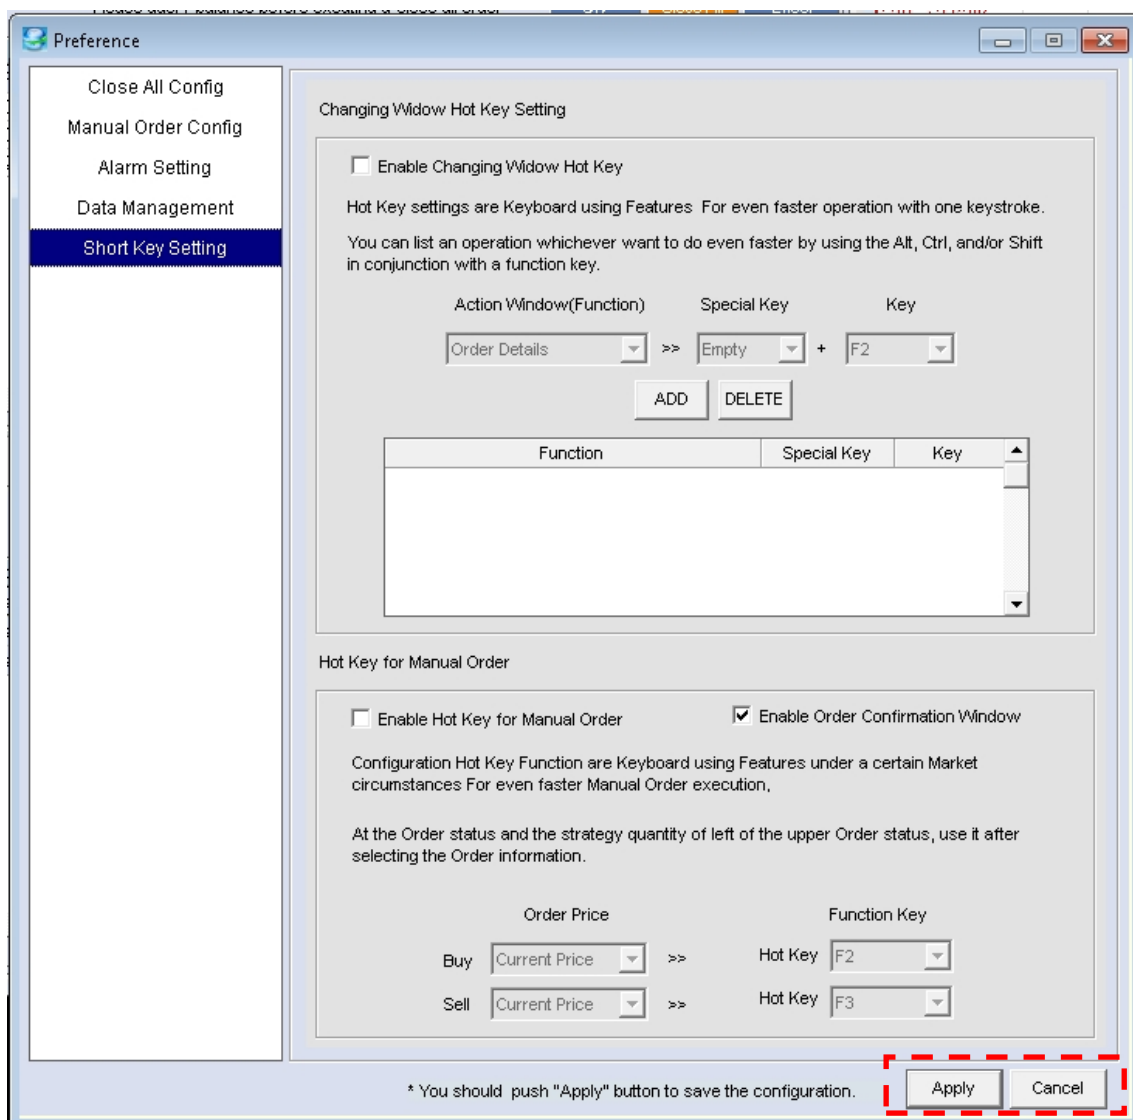 Please query balance before executing a Close all order
Preference
Close All Config
Manual Order Config
Alarm Setting
Data Management
Short Key Setting
Changing Widow Hot Key Setting
Enable Changing Widow Hot Key
Hot Key settings are Keyboard using Features For even faster operation with one keystroke.
You can list an operation whichever want to do even faster by using the Alt, Ctrl, and/or Shift
in conjunction with a function key.
Action Window(Function) Special Key Key
Order Details >> Empty + F2
ADD DELETE
Function Special Key Key
Hot Key for Manual Order
Enable Hot Key for Manual Order Enable Order Confirmation Window
Configuration Hot Key Function are Keyboard using Features under a certain Market
circumstances For even faster Manual Order execution,
At the Order status and the strategy quantity of left of the upper Order status, use it after
selecting the Order information.
Order Price Function Key
Buy Current Price >> Hot Key F2
Sell Current Price >> Hot Key F3
* You should push "Apply" button to save the configuration. Apply Cancel